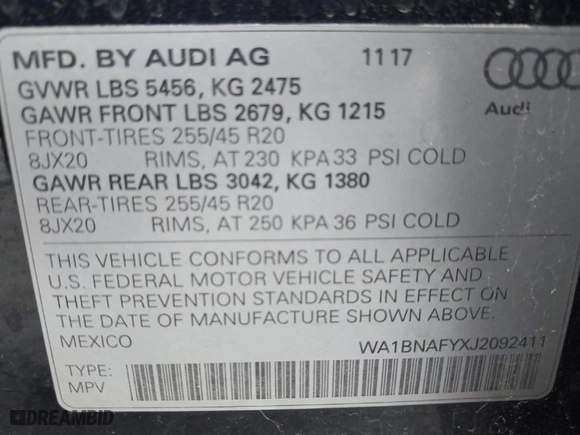 MFD. BY AUDI AG 11 17
GVWR LBS 5456, KG 2475
GAWR FRONT LBS 2679, KG 1215
FRONT-TIRES 255/45 R20
8JX20 RIMS, AT 230 KPA 33 PSI COLD
GAWR REAR LBS 3042, KG 1380
REAR-TIRES 255/45 R20
8JX20 RIMS, AT 250 KPA 36 PSI COLD
Audi
THIS VEHICLE CONFORMS TO ALL APPLICABLE
U.S. FEDERAL MOTOR VEHICLE SAFETY AND
THEFT PREVENTION STANDARDS IN EFFECT ON
THE DATE OF MANUFACTURE SHOWN ABOVE.
MEXICO WA1BNAFYXJ2092411
TYPE:
MPV
DREAMBID